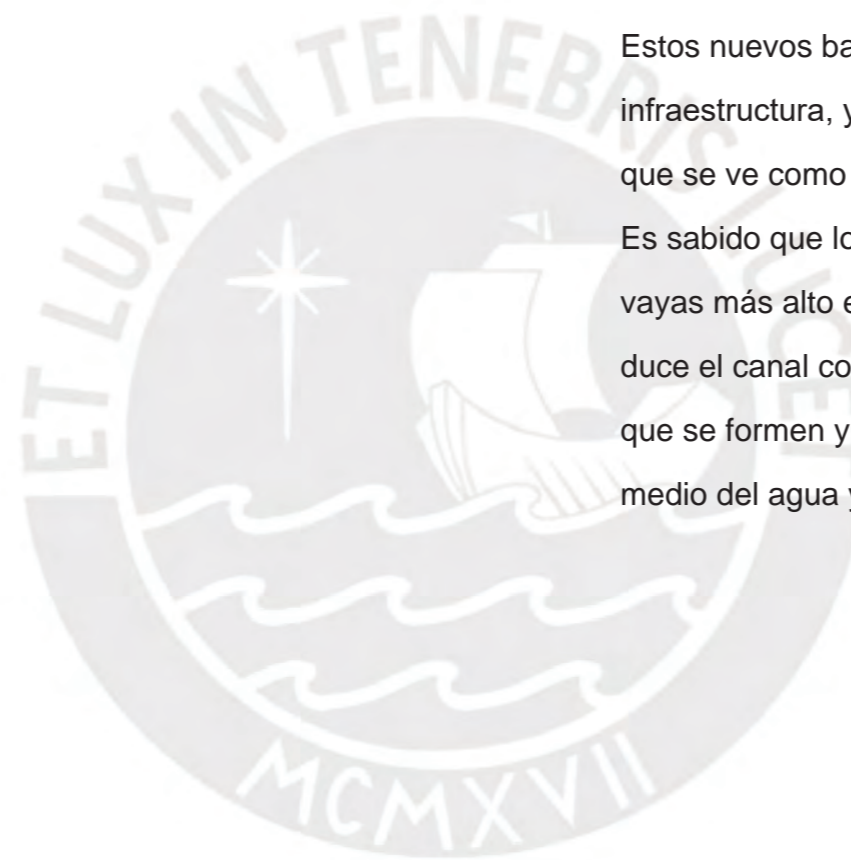 ET LUX IN TENEBRIS LUCET
MCMXVII
Estos nuevos ba
infraestructura, y
que se ve como
Es sabido que lo
vayas más alto e
duce el canal co
que se formen y
medio del agua y